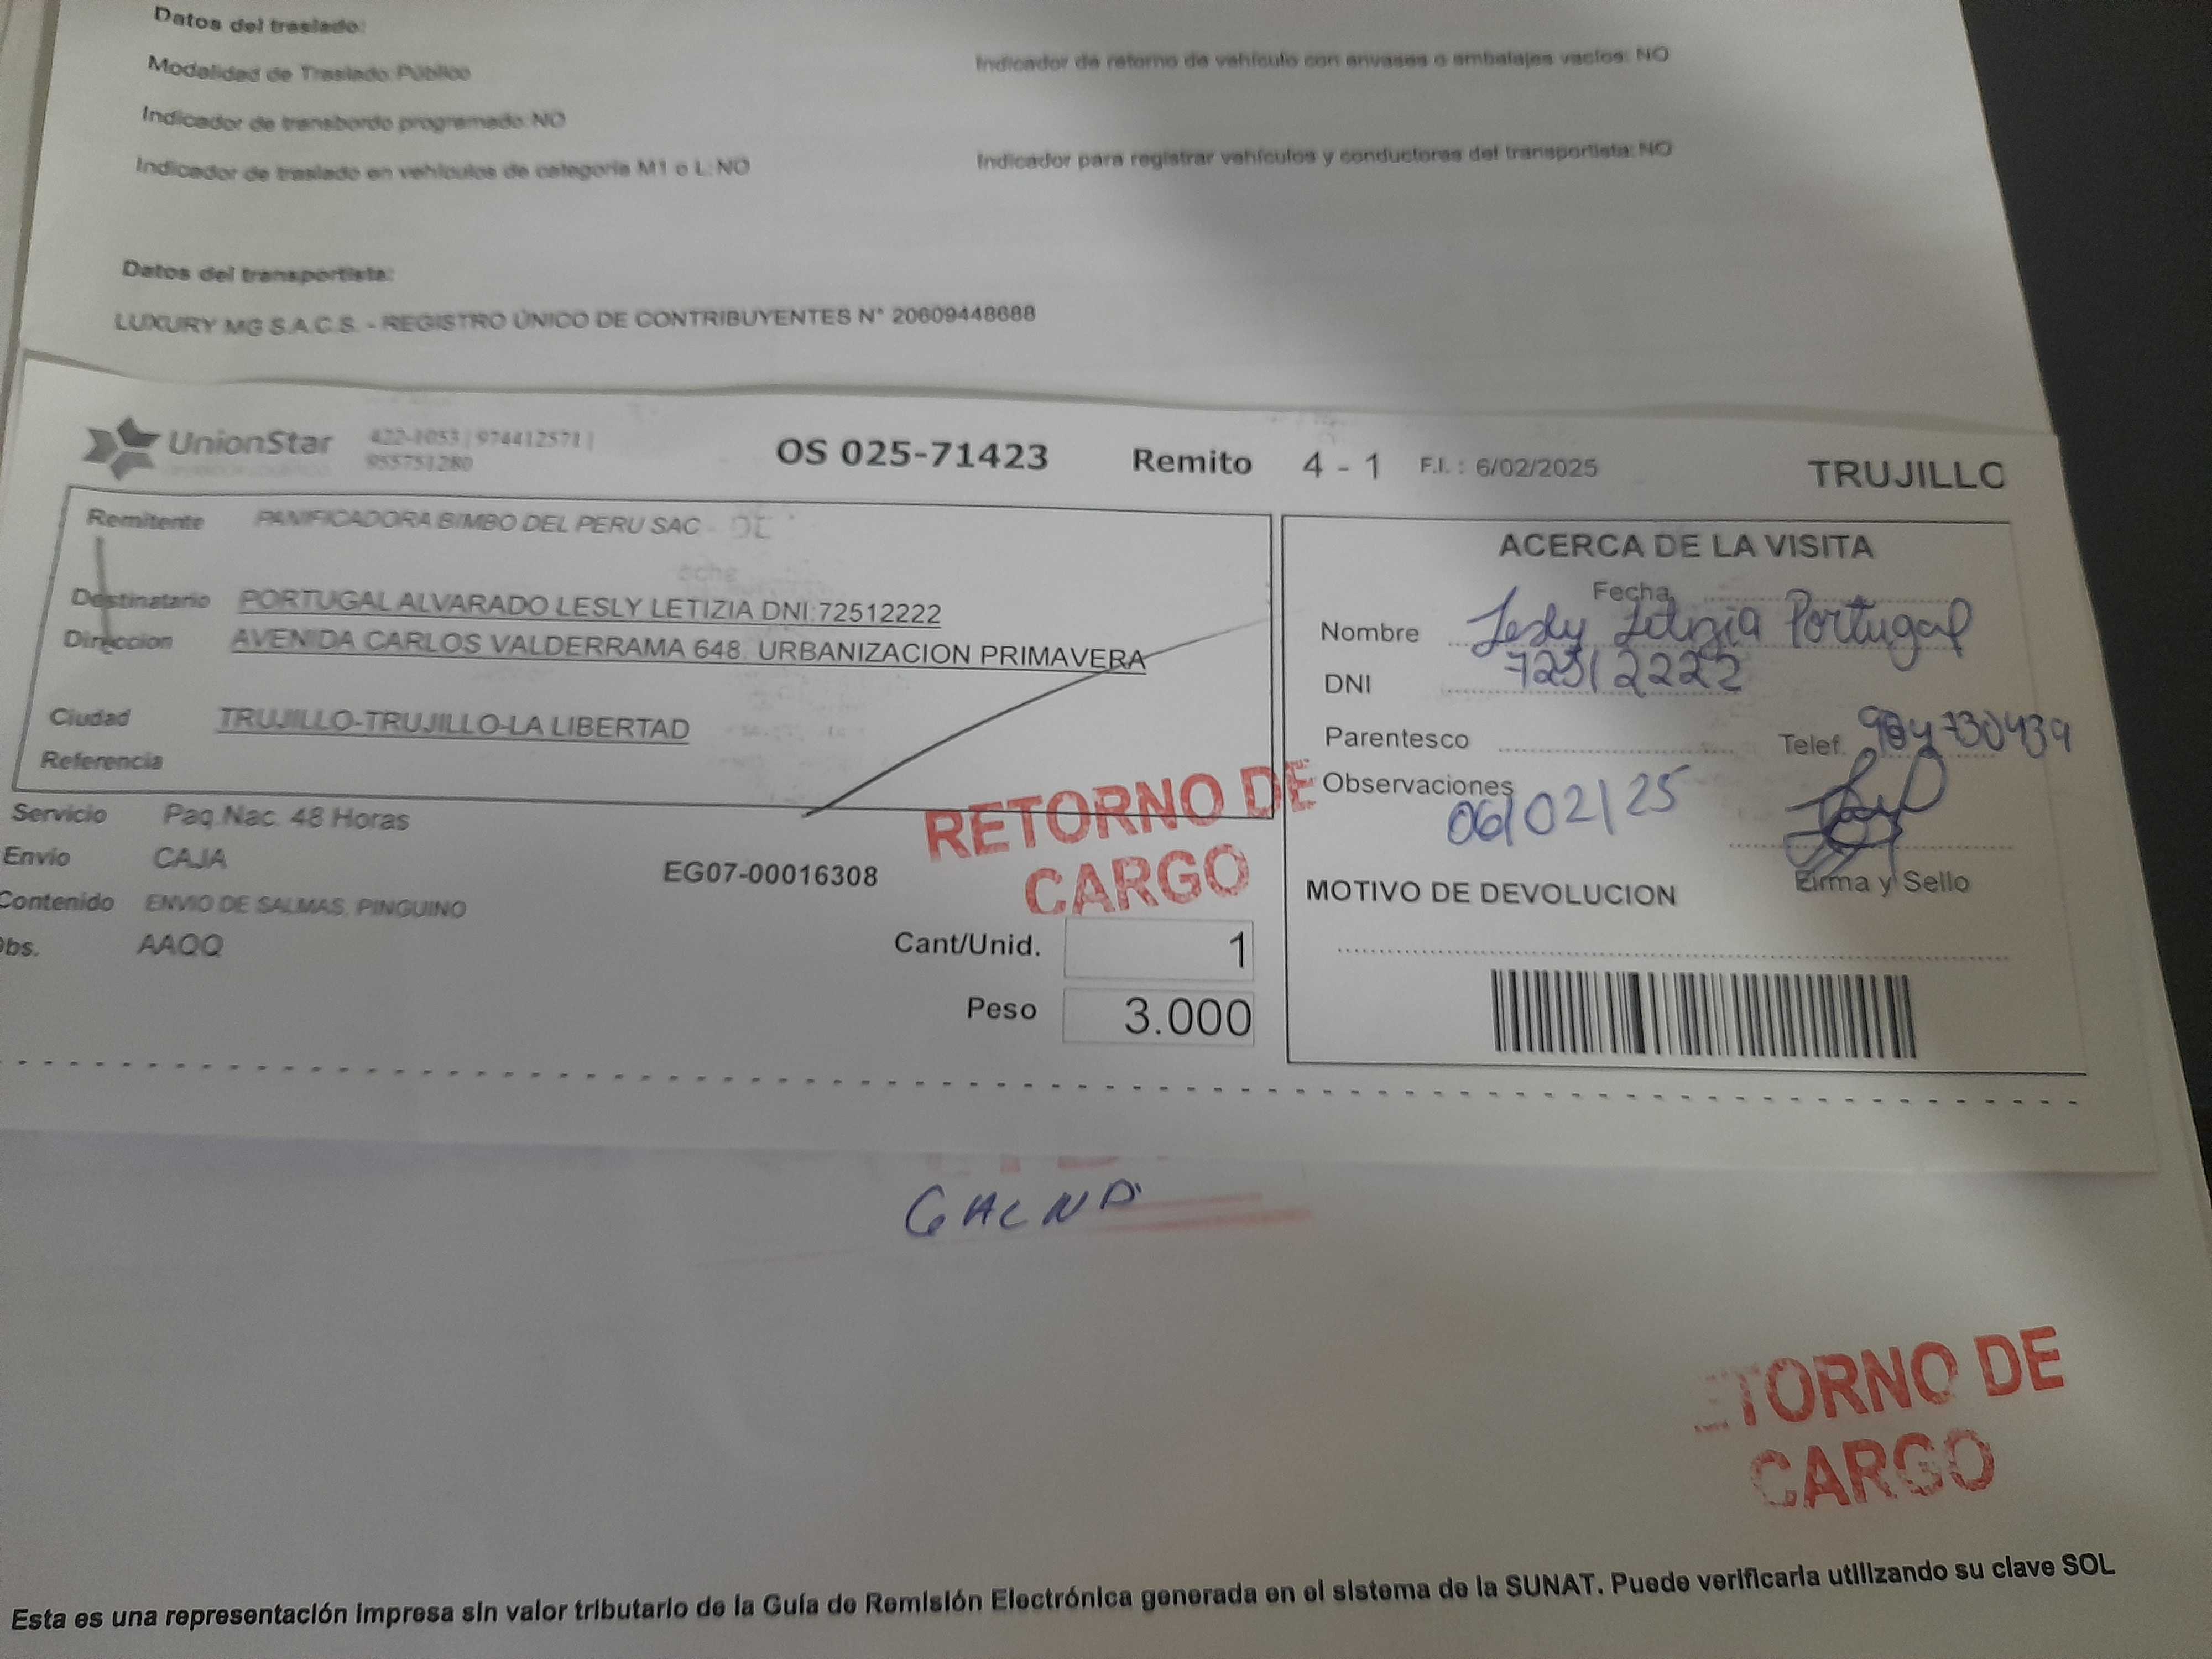 Datos del traslado:
Modalidad de Traslado:Público
Indicador de retorno de vehículo con envases o embalajes vacíos: NO
Indicador de transbordo programado:NO
Indicador de traslado en vehículos de categoría M1 o L:NO
Indicador para registrar vehículos y conductores del transportista:NO
Datos del transportista:
LUXURY MG S.A.C.S. - REGISTRO ÚNICO DE CONTRIBUYENTES N° 20609448688
UnionStar
422-1053 | 974412571 |
955751280
OS 025-71423
Remito 4 - 1
F.I. : 6/02/2025
TRUJILLO
Remitente PANIFICADORA BIMBO DEL PERU SAC
Destinatario PORTUGAL ALVARADO LESLY LETIZIA DNI:72512222
Direccion AVENIDA CARLOS VALDERRAMA 648. URBANIZACION PRIMAVERA
Ciudad TRUJILLO-TRUJILLO-LA LIBERTAD
Referencia
Servicio Paq.Nac. 48 Horas
Envio CAJA
Contenido ENVIO DE SALMAS, PINGUINO
Obs. AAQQ
EG07-00016308
RETORNO DE
CARGO
Cant/Unid. 1
Peso 3.000
ACERCA DE LA VISITA
Fecha
Nombre Lesly Letizia Portugal
DNI 72512222
Parentesco
Telef. 984730439
Observaciones
06/02/25
Firma y Sello
MOTIVO DE DEVOLUCION
ETORNO DE
CARGO
Esta es una representación impresa sin valor tributario de la Guía de Remisión Electrónica generada en el sistema de la SUNAT. Puede verificarla utilizando su clave SOL